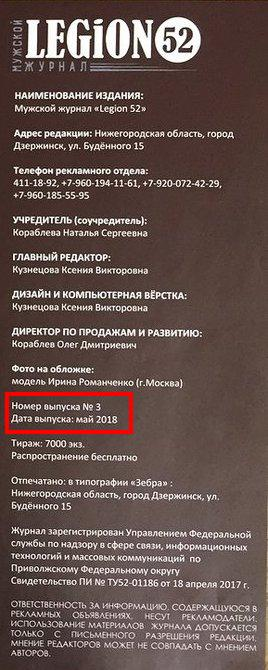 МУЖСКОЙ
LEGiON 52
ЖУРНАЛ
НАИМЕНОВАНИЕ ИЗДАНИЯ:
Мужской журнал «Legion 52»
Адрес редакции: Нижегородская область, город
Дзержинск, ул. Будённого 15
Телефон рекламного отдела:
411-18-92, +7-960-194-11-61, +7-920-072-42-29,
+7-960-185-55-95
УЧРЕДИТЕЛЬ (соучредитель):
Кораблева Наталья Сергеевна
ГЛАВНЫЙ РЕДАКТОР:
Кузнецова Ксения Викторовна
ДИЗАЙН И КОМПЬЮТЕРНАЯ ВЁРСТКА:
Кузнецова Ксения Викторовна
ДИРЕКТОР ПО ПРОДАЖАМ И РАЗВИТИЮ:
Кораблев Олег Дмитриевич
Фото на обложке:
модель Ирина Романченко (г.Москва)
Номер выпуска № 3
Дата выпуска: май 2018
Тираж: 7000 экз.
Распространение бесплатно
Отпечатано: в типографии «Зебра» :
Нижегородская область, город Дзержинск, ул.
Будённого 15
Журнал зарегистрирован Управлением Федеральной
службы по надзору в сфере связи, информационных
технологий и массовых коммуникаций по
Приволжскому Федеральному округу
Свидетельство ПИ № ТУ52-01186 от 18 апреля 2017 г.
ОТВЕТСТВЕННОСТЬ ЗА ИНФОРМАЦИЮ, СОДЕРЖАЩУЮСЯ В
РЕКЛАМНЫХ ОБЪЯВЛЕНИЯХ, НЕСУТ РЕКЛАМОДАТЕЛИ.
ИСПОЛЬЗОВАНИЕ МАТЕРИАЛОВ ЖУРНАЛА ДОПУСКАЕТСЯ
ТОЛЬКО С ПИСЬМЕННОГО РАЗРЕШЕНИЯ РЕДАКЦИИ.
МНЕНИЕ РЕДАКЦИИ МОЖЕТ НЕ СОВПАДАТЬ С МНЕНИЕМ
АВТОРОВ.